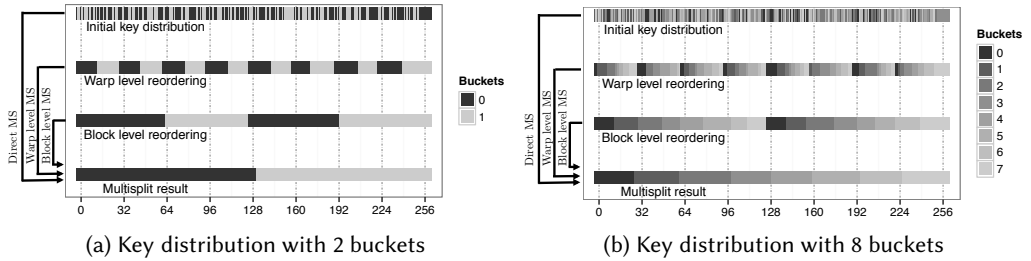 Initial key distribution
Warp level reordering
Block level reordering
Multisplit result
Direct MS
Warp level MS
Block level MS
0 32 64 96 128 160 192 224 256
Buckets
0
1
(a) Key distribution with 2 buckets
Initial key distribution
Warp level reordering
Block level reordering
Multisplit result
Direct MS
Warp level MS
Block level MS
0 32 64 96 128 160 192 224 256
Buckets
0
1
2
3
4
5
6
7
(b) Key distribution with 8 buckets